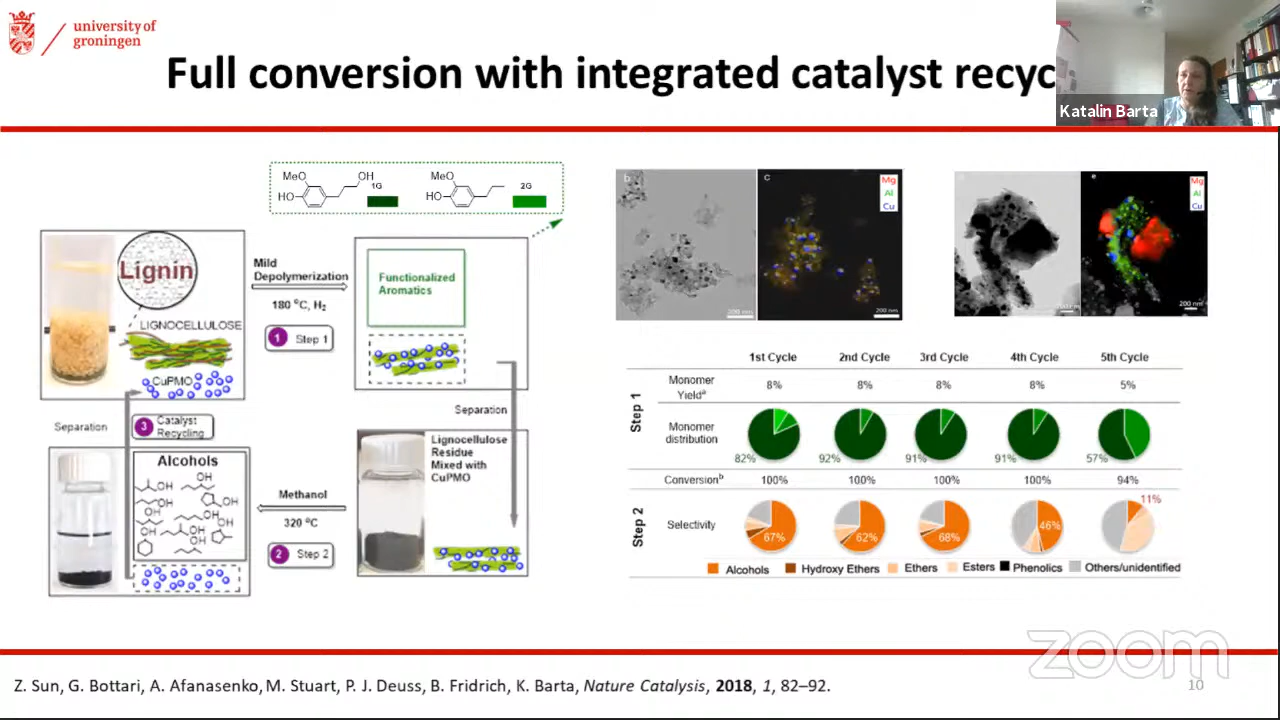 university of
groningen
Full conversion with integrated catalyst recyc
Katalin Barta
MeO
OH
HO
1G
MeO
HO
2G
Lignin
LIGNOCELLULOSE
CuPMO
Mild
Depolymerization
180 °C, H₂
1 Step 1
Functionalized
Aromatics
Separation
Lignocellulose
Residue
Mixed with
CuPMO
Methanol
320 °C
2 Step 2
Separation
3 Catalyst
Recycling
Alcohols
OH
OH
OH
OH
OH
OH
OH
OH
b
200 nm
c
Mg
Al
Cu
200 nm
e
Mg
Al
Cu
200 nm
1st Cycle 2nd Cycle 3rd Cycle 4th Cycle 5th Cycle
Step 1
Monomer
Yieldᵃ 8% 8% 8% 8% 5%
Monomer
distribution
82% 92% 91% 91% 57%
Step 2
Conversionᵇ 100% 100% 100% 100% 94%
Selectivity 67% 62% 68% 46% 11%
Alcohols Hydroxy Ethers Ethers Esters Phenolics Others/unidentified
zoom
Z. Sun, G. Bottari, A. Afanasenko, M. Stuart, P. J. Deuss, B. Fridrich, K. Barta, Nature Catalysis, 2018, 1, 82–92.
10